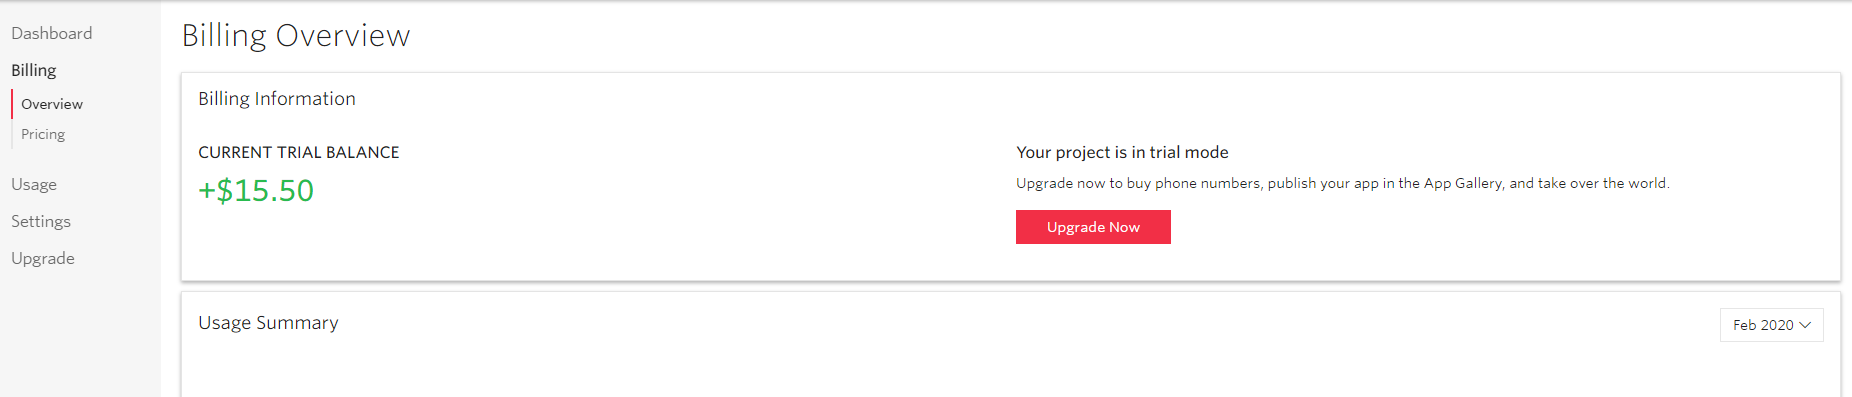 Dashboard
Billing
Overview
Pricing
Usage
Settings
Upgrade
Billing Overview
Billing Information
CURRENT TRIAL BALANCE
+$15.50
Your project is in trial mode
Upgrade now to buy phone numbers, publish your app in the App Gallery, and take over the world.
Upgrade Now
Usage Summary
Feb 2020